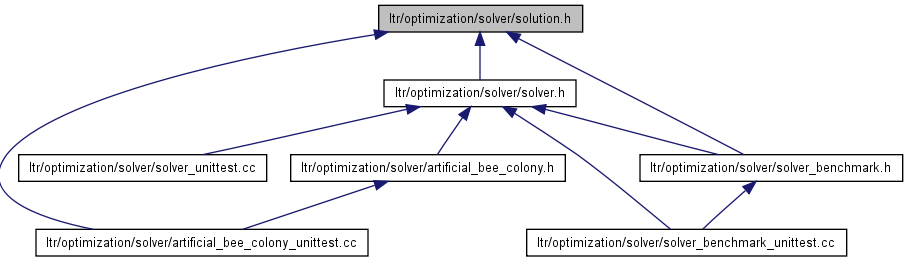 ltr/optimization/solver/solution.h
ltr/optimization/solver/solver.h
ltr/optimization/solver/solver_unittest.cc
ltr/optimization/solver/artificial_bee_colony.h
ltr/optimization/solver/solver_benchmark.h
ltr/optimization/solver/artificial_bee_colony_unittest.cc
ltr/optimization/solver/solver_benchmark_unittest.cc